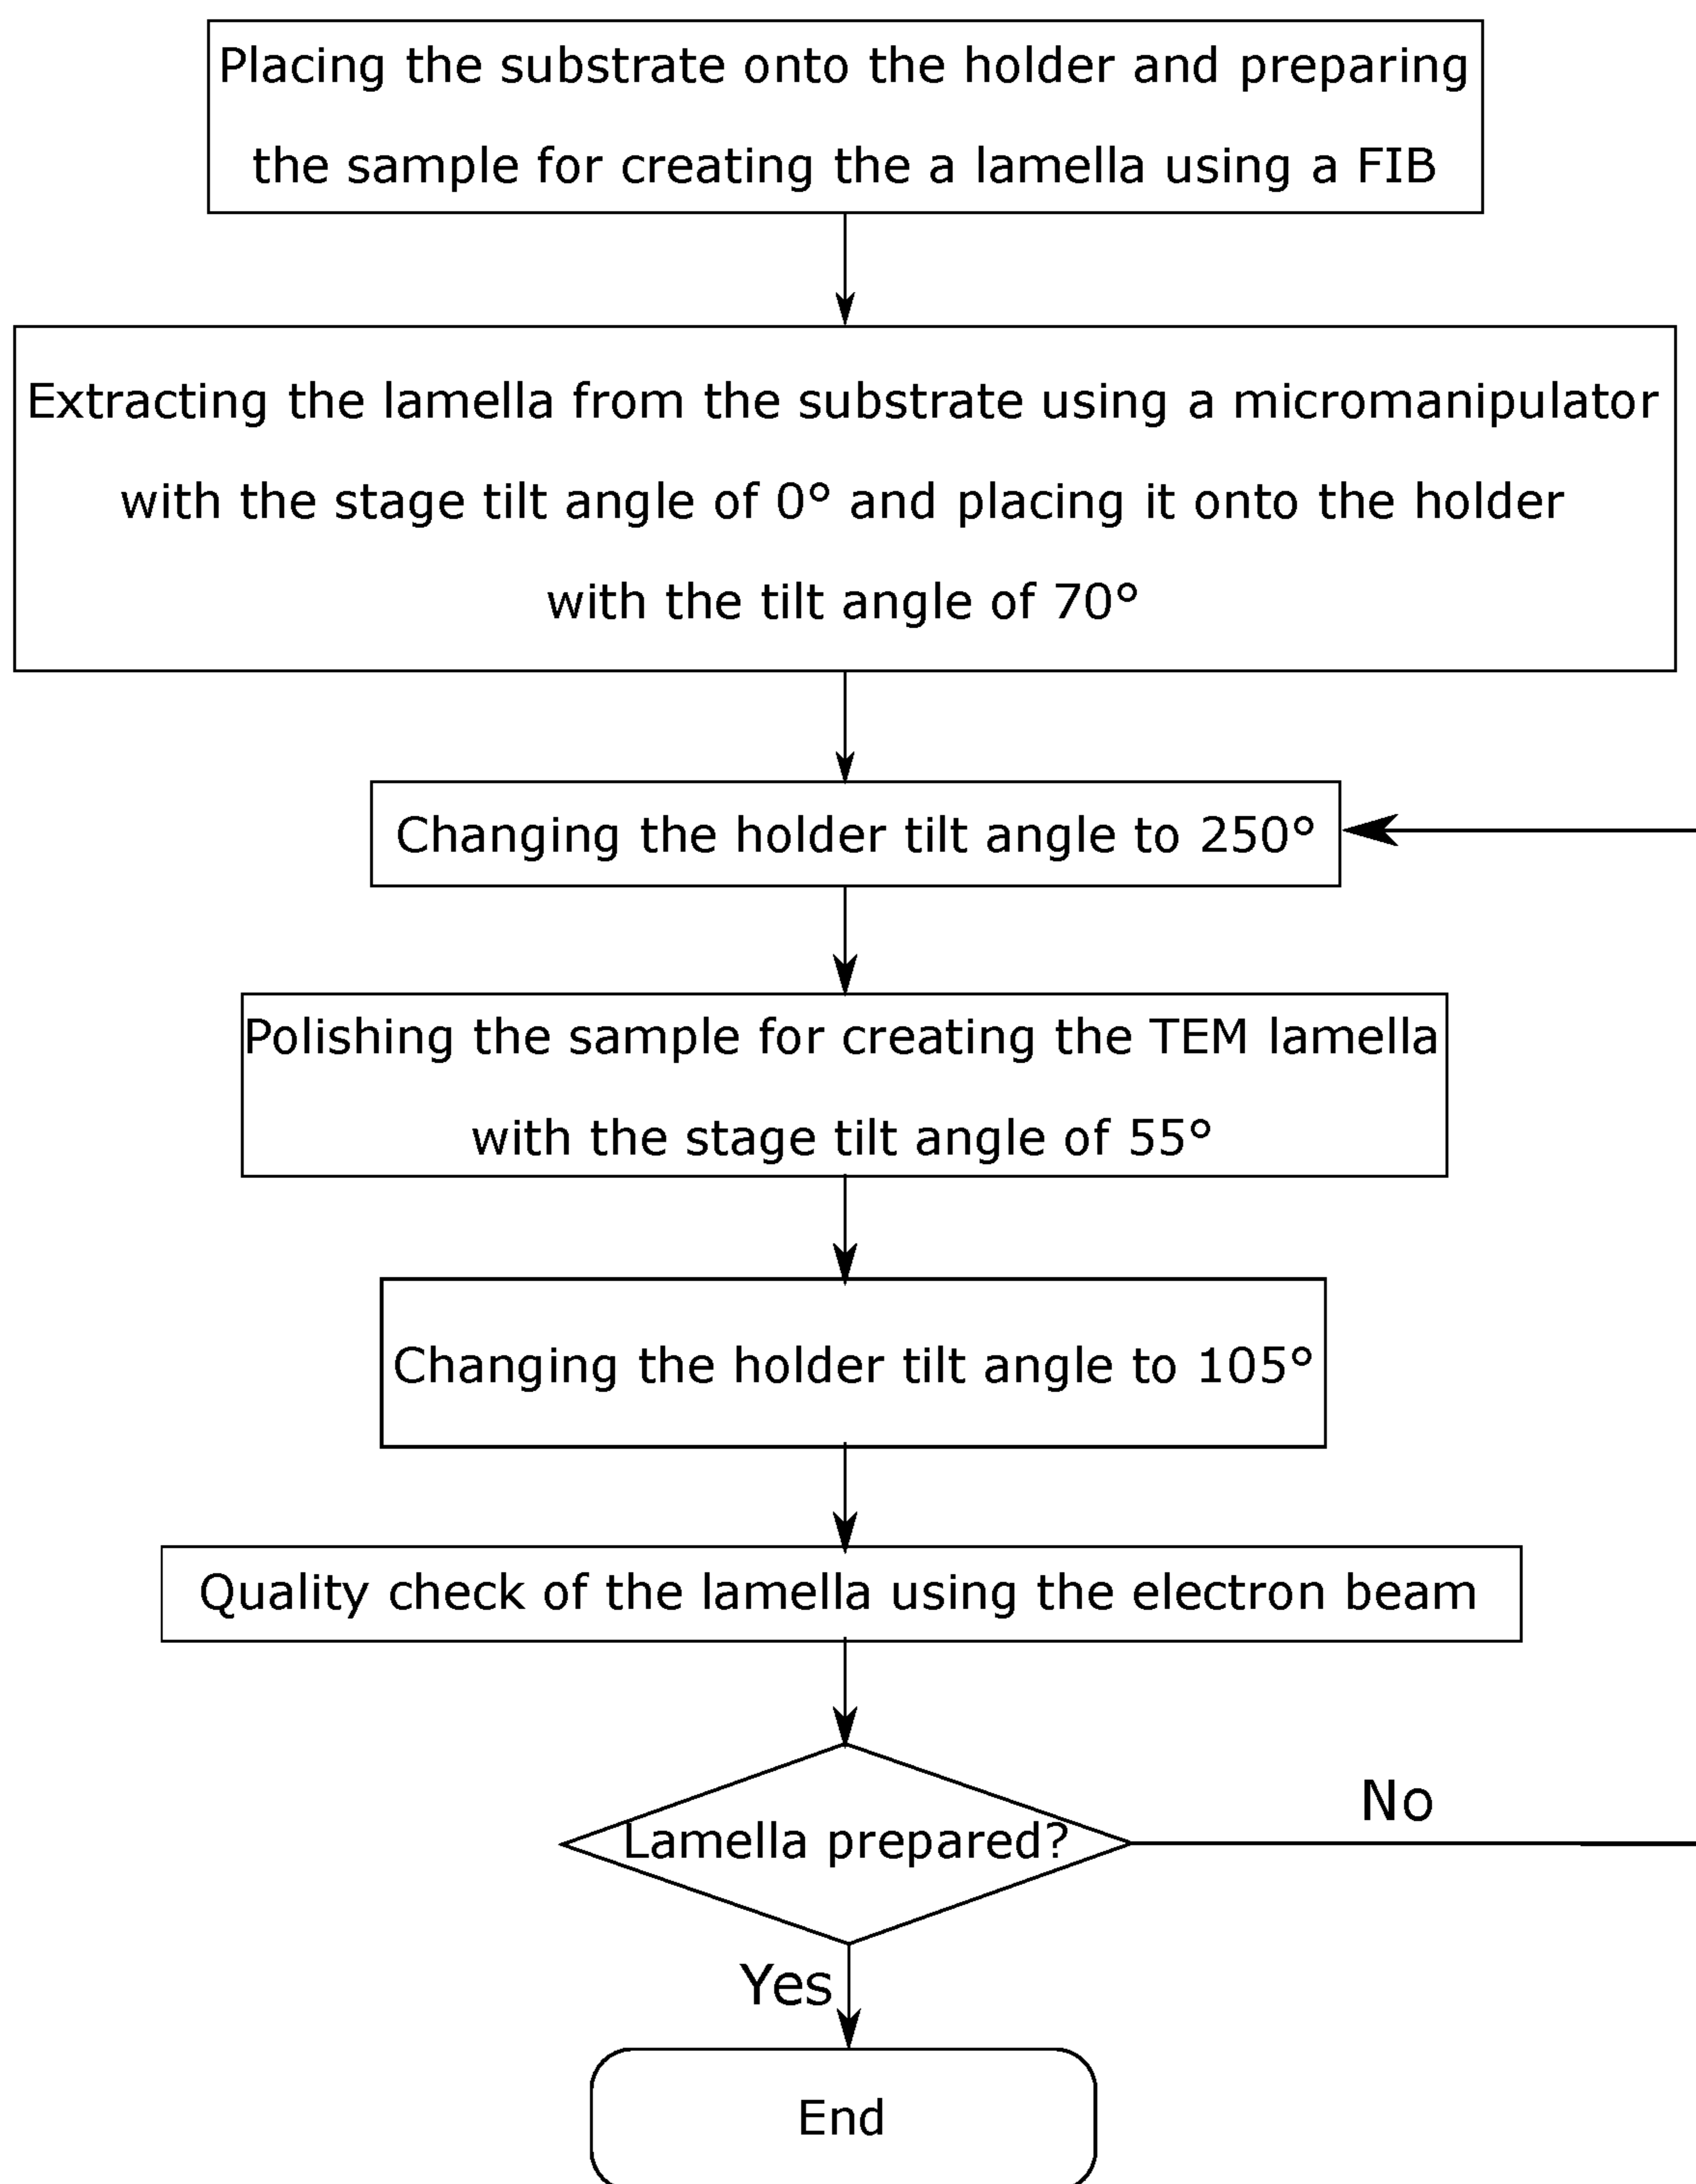 Placing the substrate onto the holder and preparing
the sample for creating the a lamella using a FIB
Extracting the lamella from the substrate using a micromanipulator
with the stage tilt angle of 0° and placing it onto the holder
with the tilt angle of 70°
Changing the holder tilt angle to 250°
Polishing the sample for creating the TEM lamella
with the stage tilt angle of 55°
Changing the holder tilt angle to 105°
Quality check of the lamella using the electron beam
Lamella prepared?
No
Yes
End